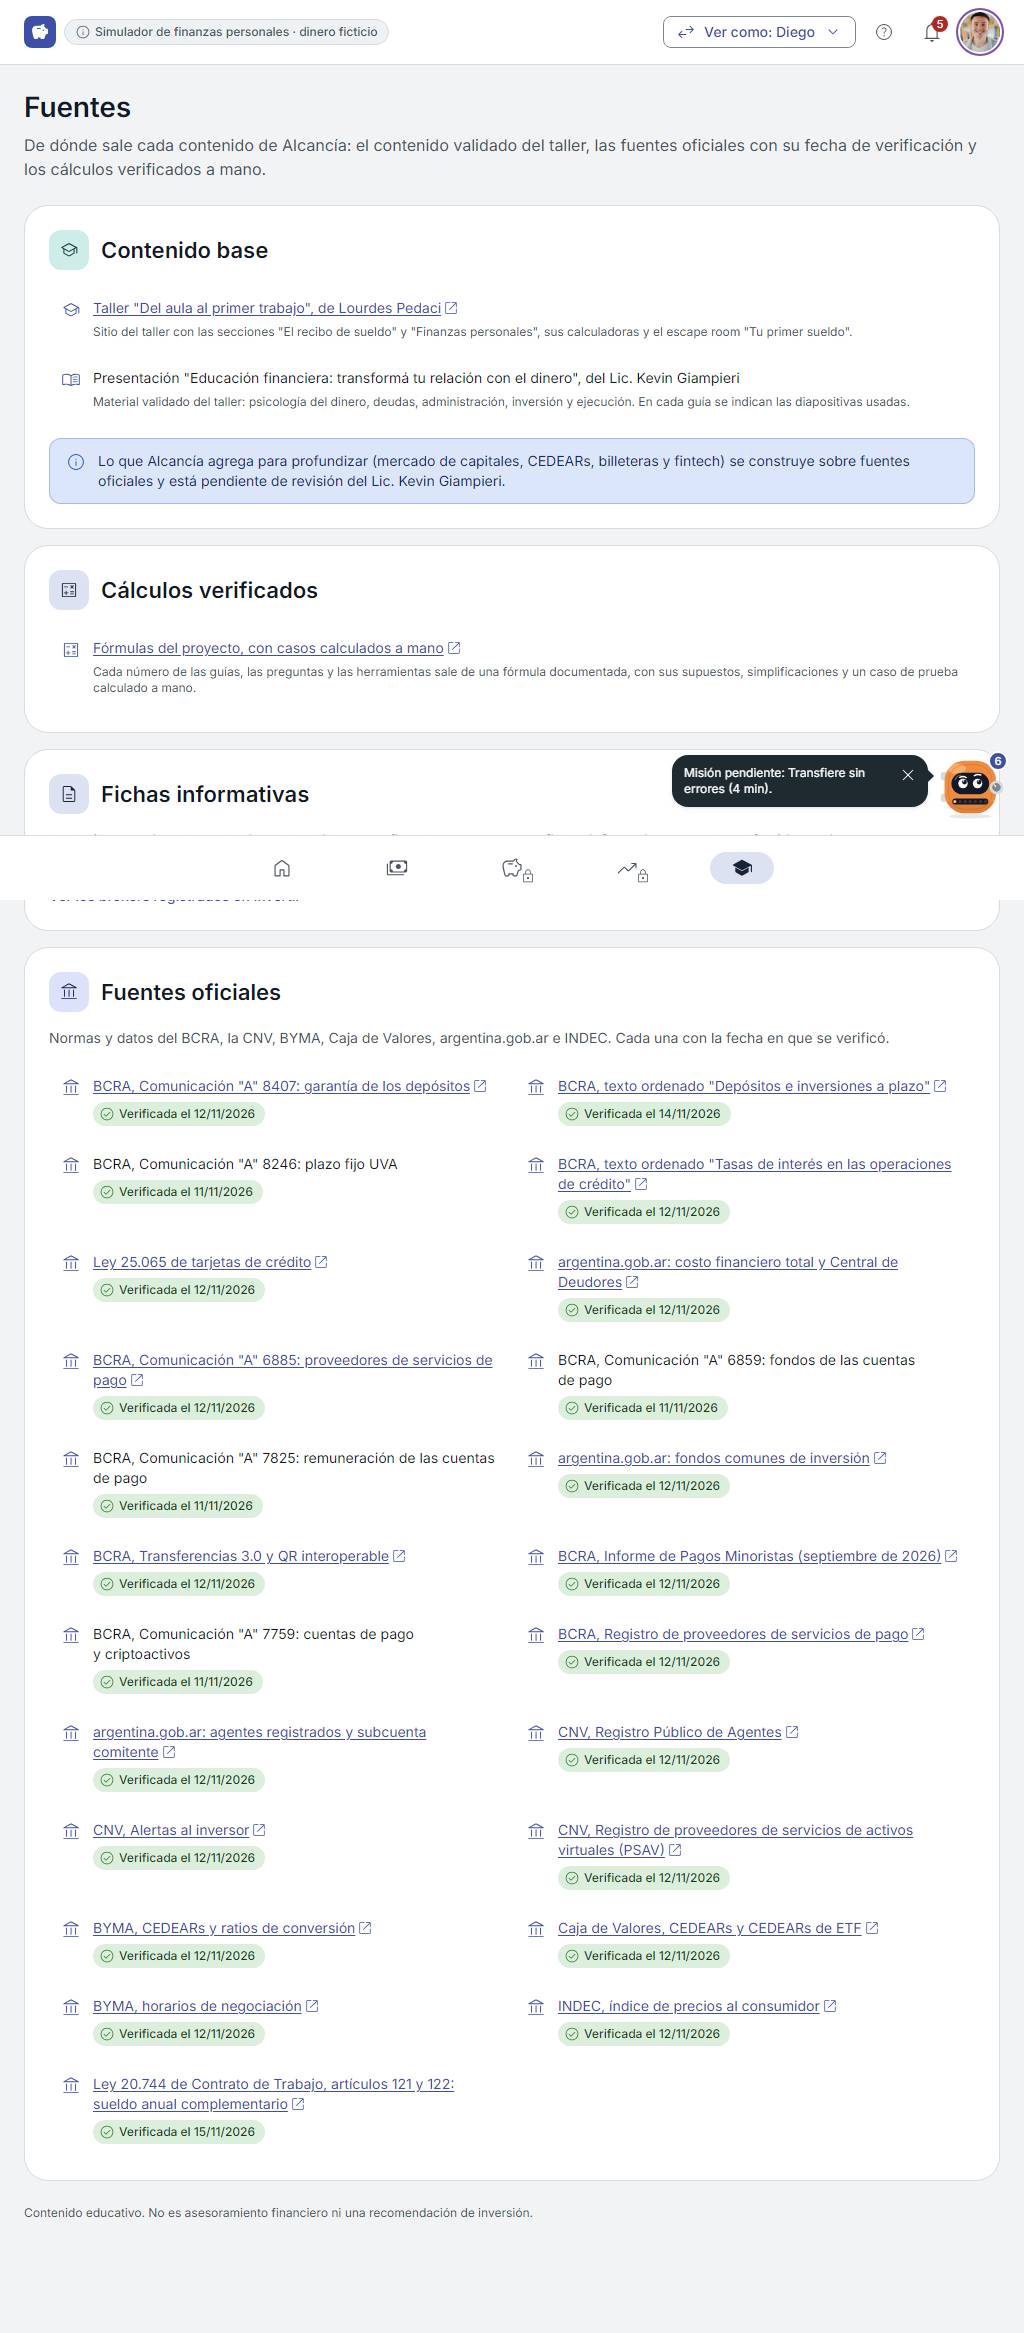 Simulador de finanzas personales · dinero ficticio
Ver como: Diego
5
Fuentes
De dónde sale cada contenido de Alcancía: el contenido validado del taller, las fuentes oficiales con su fecha de verificación y
los cálculos verificados a mano.
Contenido base
Taller "Del aula al primer trabajo", de Lourdes Pedaci
Sitio del taller con las secciones "El recibo de sueldo" y "Finanzas personales", sus calculadoras y el escape room "Tu primer sueldo".
Presentación "Educación financiera: transformá tu relación con el dinero", del Lic. Kevin Giampieri
Material validado del taller: psicología del dinero, deudas, administración, inversión y ejecución. En cada guía se indican las diapositivas usadas.
Lo que Alcancía agrega para profundizar (mercado de capitales, CEDEARs, billeteras y fintech) se construye sobre fuentes
oficiales y está pendiente de revisión del Lic. Kevin Giampieri.
Cálculos verificados
Fórmulas del proyecto, con casos calculados a mano
Cada número de las guías, las preguntas y las herramientas sale de una fórmula documentada, con sus supuestos, simplificaciones y un caso de prueba
calculado a mano.
Fichas informativas
Misión pendiente: Transfiere sin
errores (4 min).
6
Fuentes oficiales
Normas y datos del BCRA, la CNV, BYMA, Caja de Valores, argentina.gob.ar e INDEC. Cada una con la fecha en que se verificó.
BCRA, Comunicación "A" 8407: garantía de los depósitos
Verificada el 12/11/2026
BCRA, texto ordenado "Depósitos e inversiones a plazo"
Verificada el 14/11/2026
BCRA, Comunicación "A" 8246: plazo fijo UVA
Verificada el 11/11/2026
BCRA, texto ordenado "Tasas de interés en las operaciones
de crédito"
Verificada el 12/11/2026
Ley 25.065 de tarjetas de crédito
Verificada el 12/11/2026
argentina.gob.ar: costo financiero total y Central de
Deudores
Verificada el 12/11/2026
BCRA, Comunicación "A" 6885: proveedores de servicios de
pago
Verificada el 12/11/2026
BCRA, Comunicación "A" 6859: fondos de las cuentas
de pago
Verificada el 11/11/2026
BCRA, Comunicación "A" 7825: remuneración de las cuentas
de pago
Verificada el 11/11/2026
argentina.gob.ar: fondos comunes de inversión
Verificada el 12/11/2026
BCRA, Transferencias 3.0 y QR interoperable
Verificada el 12/11/2026
BCRA, Informe de Pagos Minoristas (septiembre de 2026)
Verificada el 12/11/2026
BCRA, Comunicación "A" 7759: cuentas de pago
y criptoactivos
Verificada el 11/11/2026
BCRA, Registro de proveedores de servicios de pago
Verificada el 12/11/2026
argentina.gob.ar: agentes registrados y subcuenta
comitente
Verificada el 12/11/2026
CNV, Registro Público de Agentes
Verificada el 12/11/2026
CNV, Alertas al inversor
Verificada el 12/11/2026
CNV, Registro de proveedores de servicios de activos
virtuales (PSAV)
Verificada el 12/11/2026
BYMA, CEDEARs y ratios de conversión
Verificada el 12/11/2026
Caja de Valores, CEDEARs y CEDEARs de ETF
Verificada el 12/11/2026
BYMA, horarios de negociación
Verificada el 12/11/2026
INDEC, índice de precios al consumidor
Verificada el 12/11/2026
Ley 20.744 de Contrato de Trabajo, artículos 121 y 122:
sueldo anual complementario
Verificada el 15/11/2026
Contenido educativo. No es asesoramiento financiero ni una recomendación de inversión.